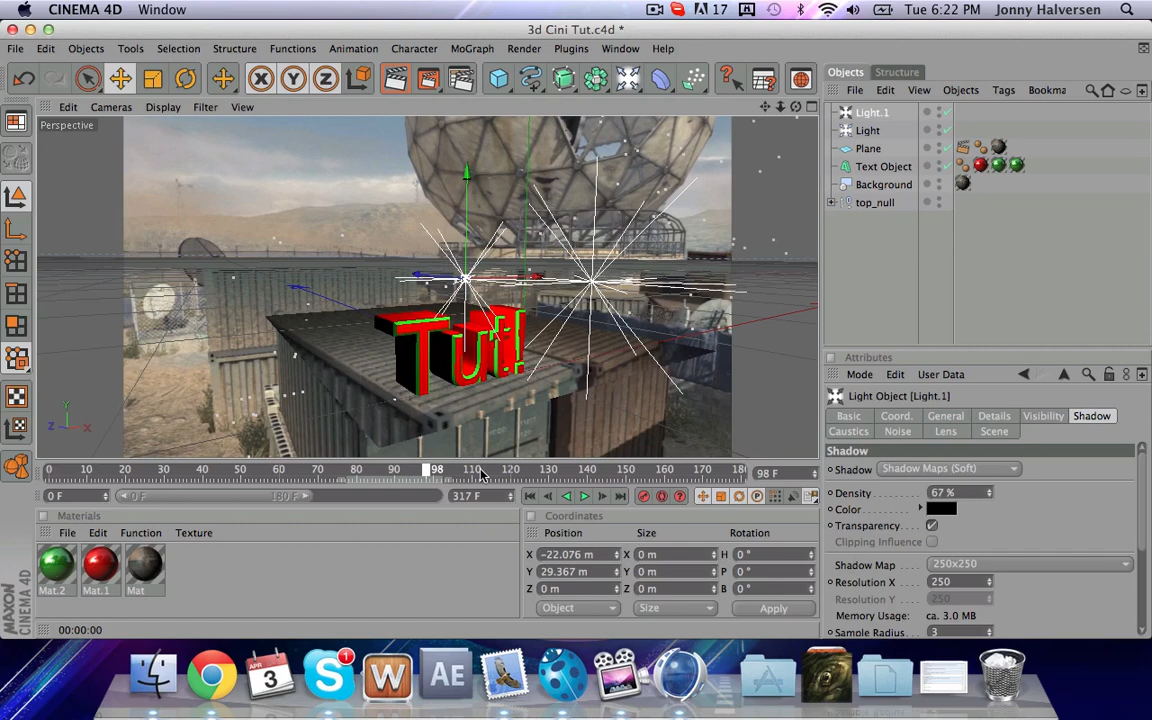 CINEMA 4D Window 17 Tue 6:22 PM Jonny Halversen
3d Cini Tut.c4d *
File Edit Objects Tools Selection Structure Functions Animation Character MoGraph Render Plugins Window Help
X Y Z
Objects Structure
File Edit View Objects Tags Bookma
Edit Cameras Display Filter View
Perspective
Light.1
Light
Plane
Text Object
Background
top_null
Tut!
Y
Z X
Attributes
Mode Edit User Data
Light Object [Light.1]
Basic Coord. General Details Visibility Shadow
Caustics Noise Lens Scene
Shadow
Shadow Shadow Maps (Soft)
Density 67 %
Color
Transparency
Clipping Influence
Shadow Map 250x250
Resolution X 250
Resolution Y 250
Memory Usage: ca. 3.0 MB
Sample Radius 3
0 10 20 30 40 50 60 70 80 90 98 110 120 130 140 150 160 170 180 98 F
0 F 0 F 180 F 317 F
Materials
File Edit Function Texture
Mat.2 Mat.1 Mat
Coordinates
Position Size Rotation
X -22.076 m X 0 m H 0 °
Y 29.367 m Y 0 m P 0 °
Z 0 m Z 0 m B 0 °
Object Size Apply
MAXON
CINEMA 4D
00:00:00
APR
3
S
1
W
AE